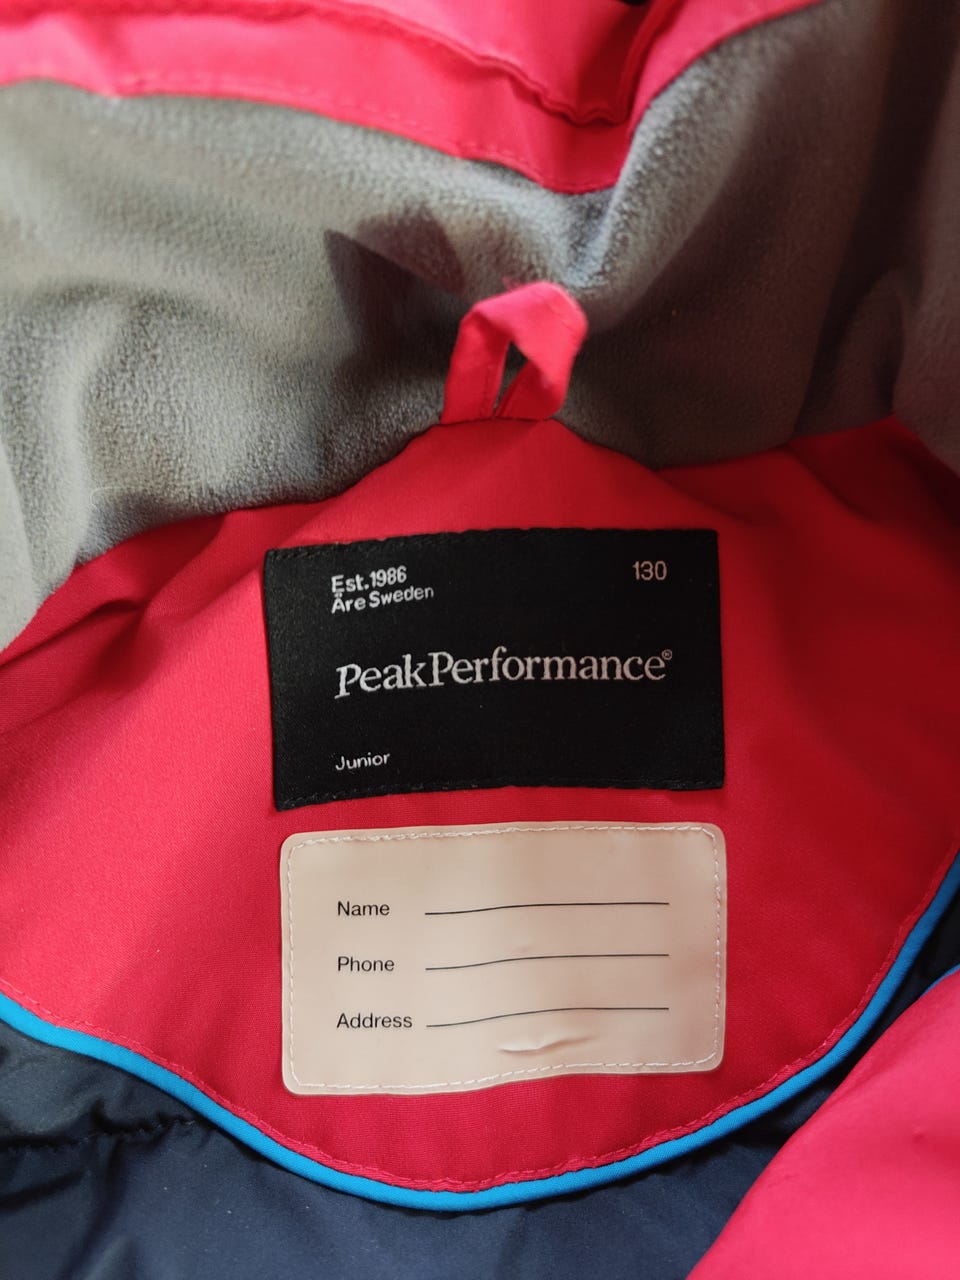 Est.1986
Åre Sweden
130
PeakPerformance®
Junior
Name
Phone
Address